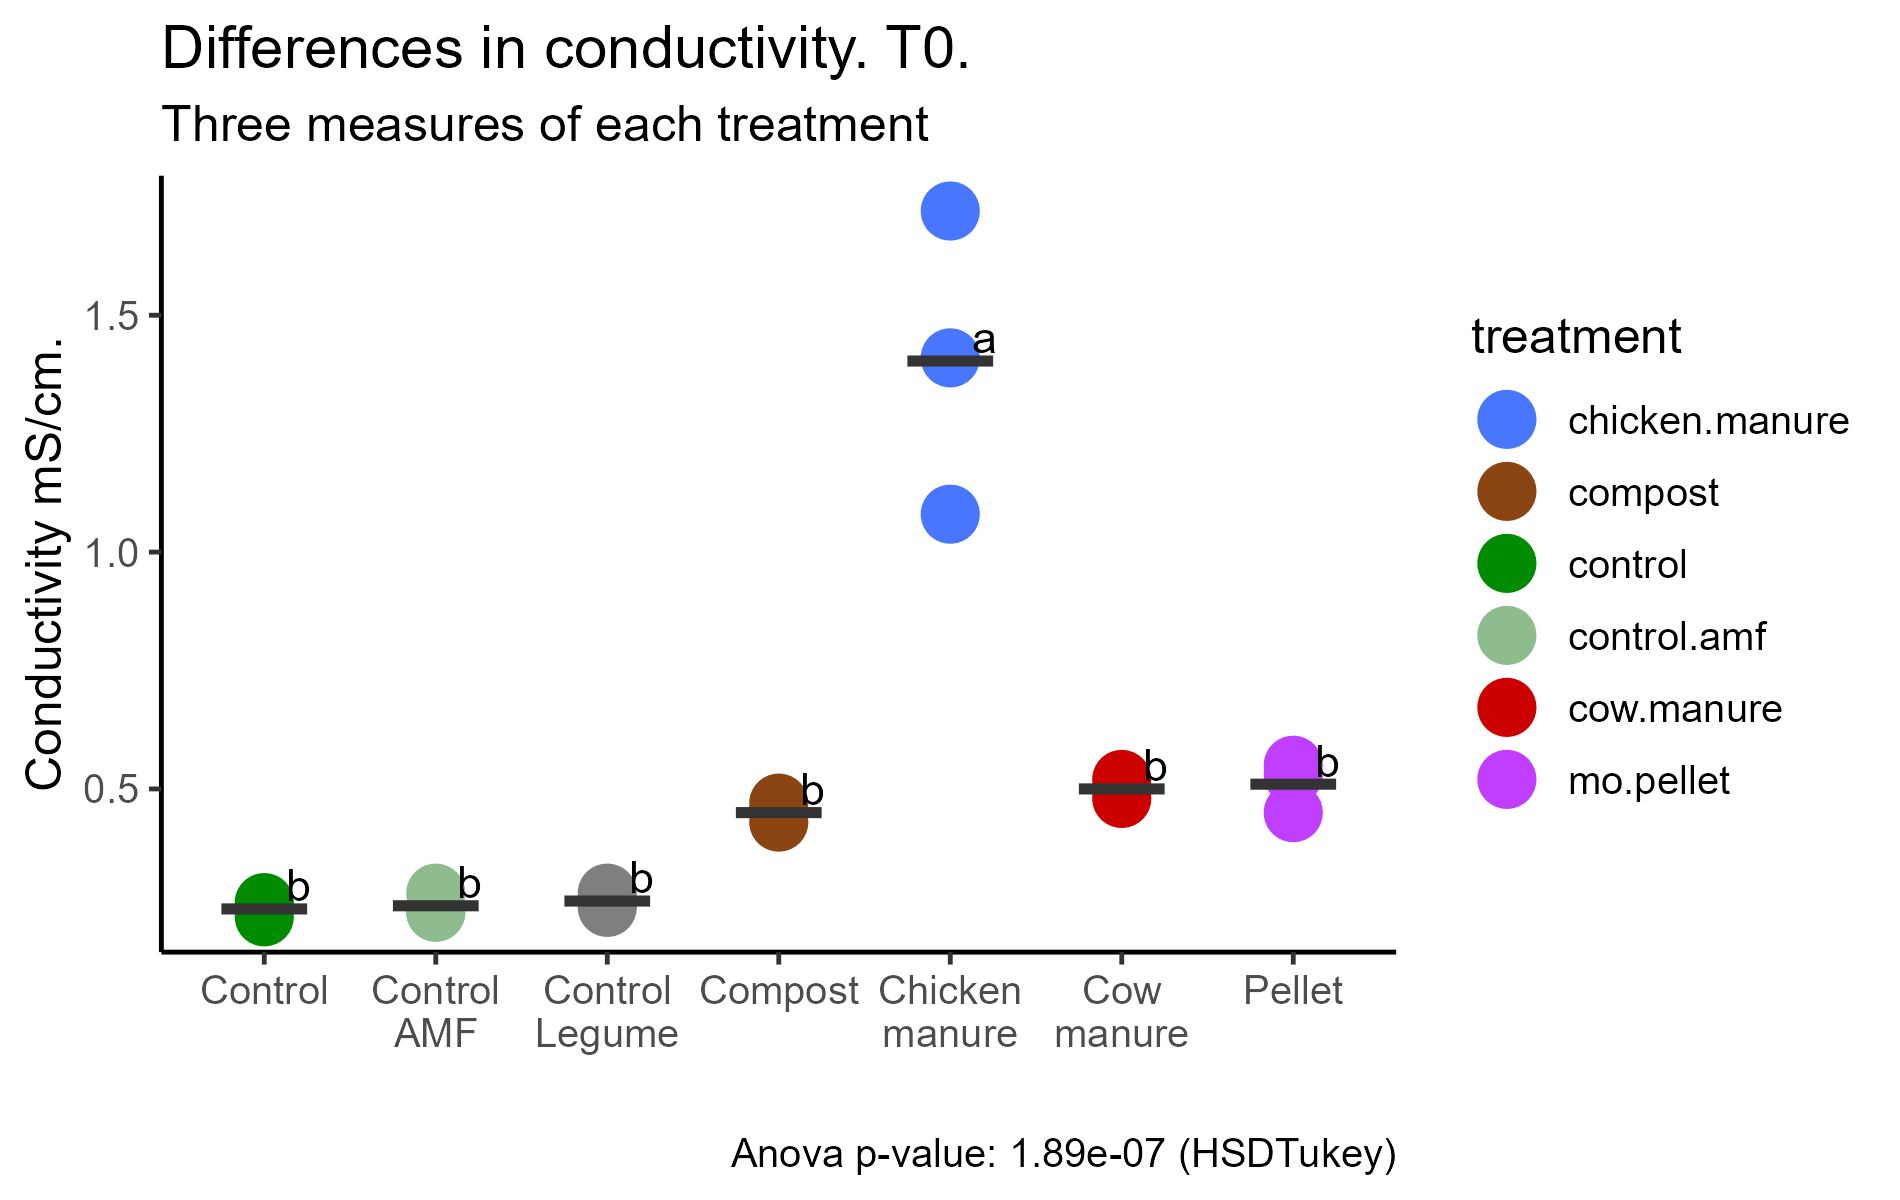 Differences in conductivity. T0.
Three measures of each treatment
Conductivity mS/cm.
1.5
1.0
0.5
a
b
b
b
b
b
b
Control
Control
AMF
Control
Legume
Compost
Chicken
manure
Cow
manure
Pellet
treatment
chicken.manure
compost
control
control.amf
cow.manure
mo.pellet
Anova p-value: 1.89e-07 (HSDTukey)